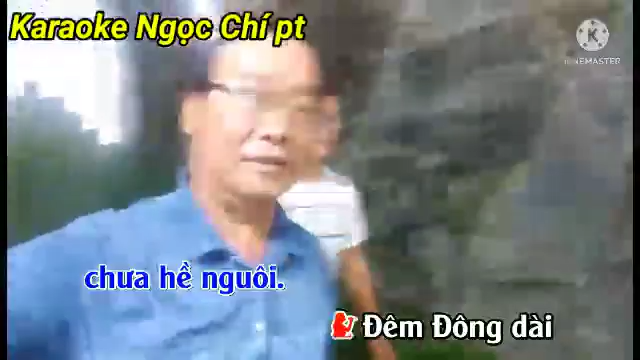 Karaoke Ngọc Chí pt
KINEMASTER
chưa hề nguôi.
Đêm Đông dài